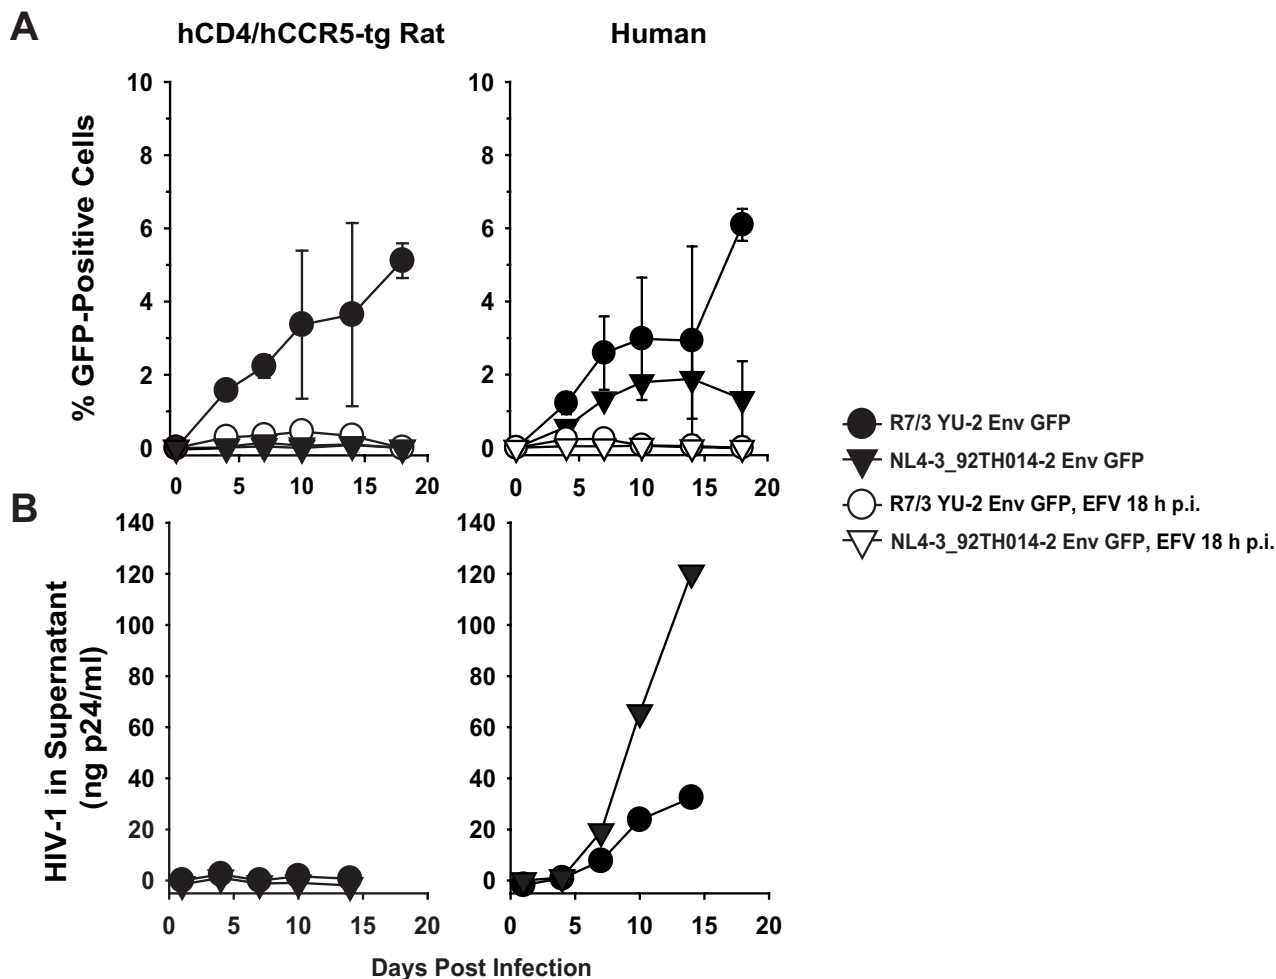 A
hCD4/hCCR5-tg Rat
Human
% GFP-Positive Cells
10
8
6
4
2
0
0 5 10 15 20
10
8
6
4
2
0
0 5 10 15 20
R7/3 YU-2 Env GFP
NL4-3_92TH014-2 Env GFP
R7/3 YU-2 Env GFP, EFV 18 h p.i.
NL4-3_92TH014-2 Env GFP, EFV 18 h p.i.
B
HIV-1 in Supernatant
(ng p24/ml)
140
120
100
80
60
40
20
0
0 5 10 15 20
140
120
100
80
60
40
20
0
0 5 10 15 20
Days Post Infection